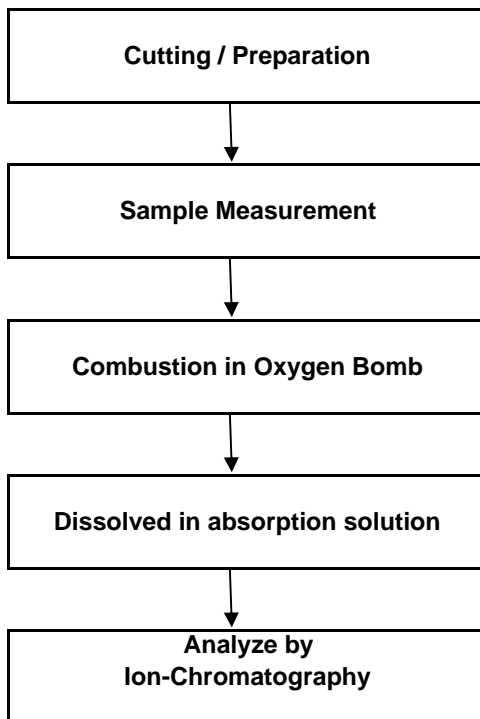 Cutting / Preparation
Sample Measurement
Combustion in Oxygen Bomb
Dissolved in absorption solution
Analyze by
Ion-Chromatography